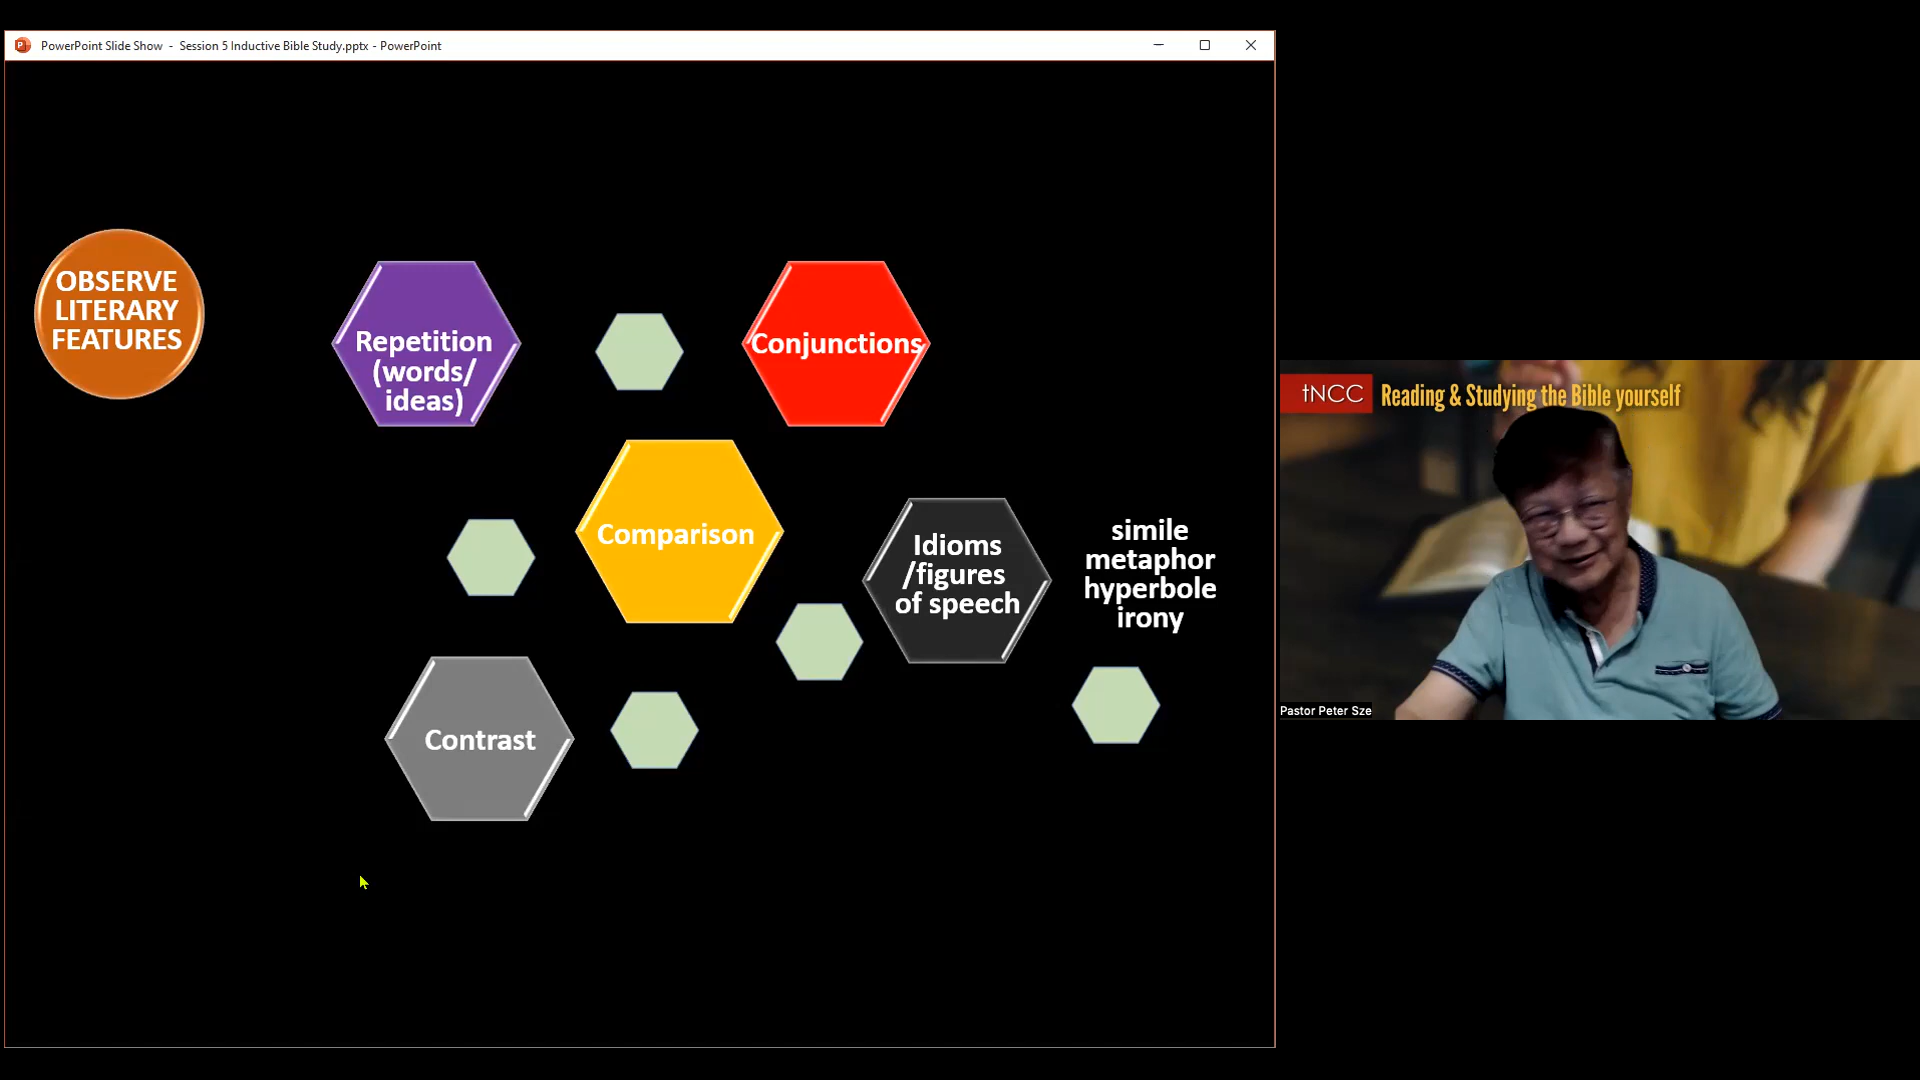 PowerPoint Slide Show - Session 5 Inductive Bible Study.pptx - PowerPoint
OBSERVE
LITERARY
FEATURES
Repetition
(words/
ideas)
Conjunctions
Comparison
Idioms
/figures
of speech
simile
metaphor
hyperbole
irony
Contrast
tNCC
Reading & Studying the Bible yourself
Pastor Peter Sze